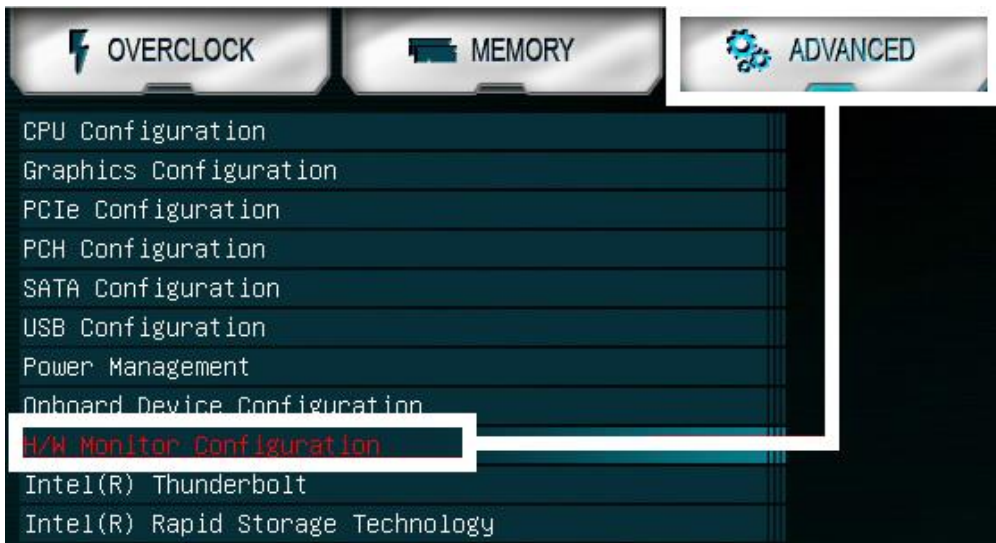 OVERCLOCK MEMORY ADVANCED
CPU Configuration
Graphics Configuration
PCIe Configuration
PCH Configuration
SATA Configuration
USB Configuration
Power Management
Onboard Device Configuration
H/W Monitor Configuration
Intel(R) Thunderbolt
Intel(R) Rapid Storage Technology